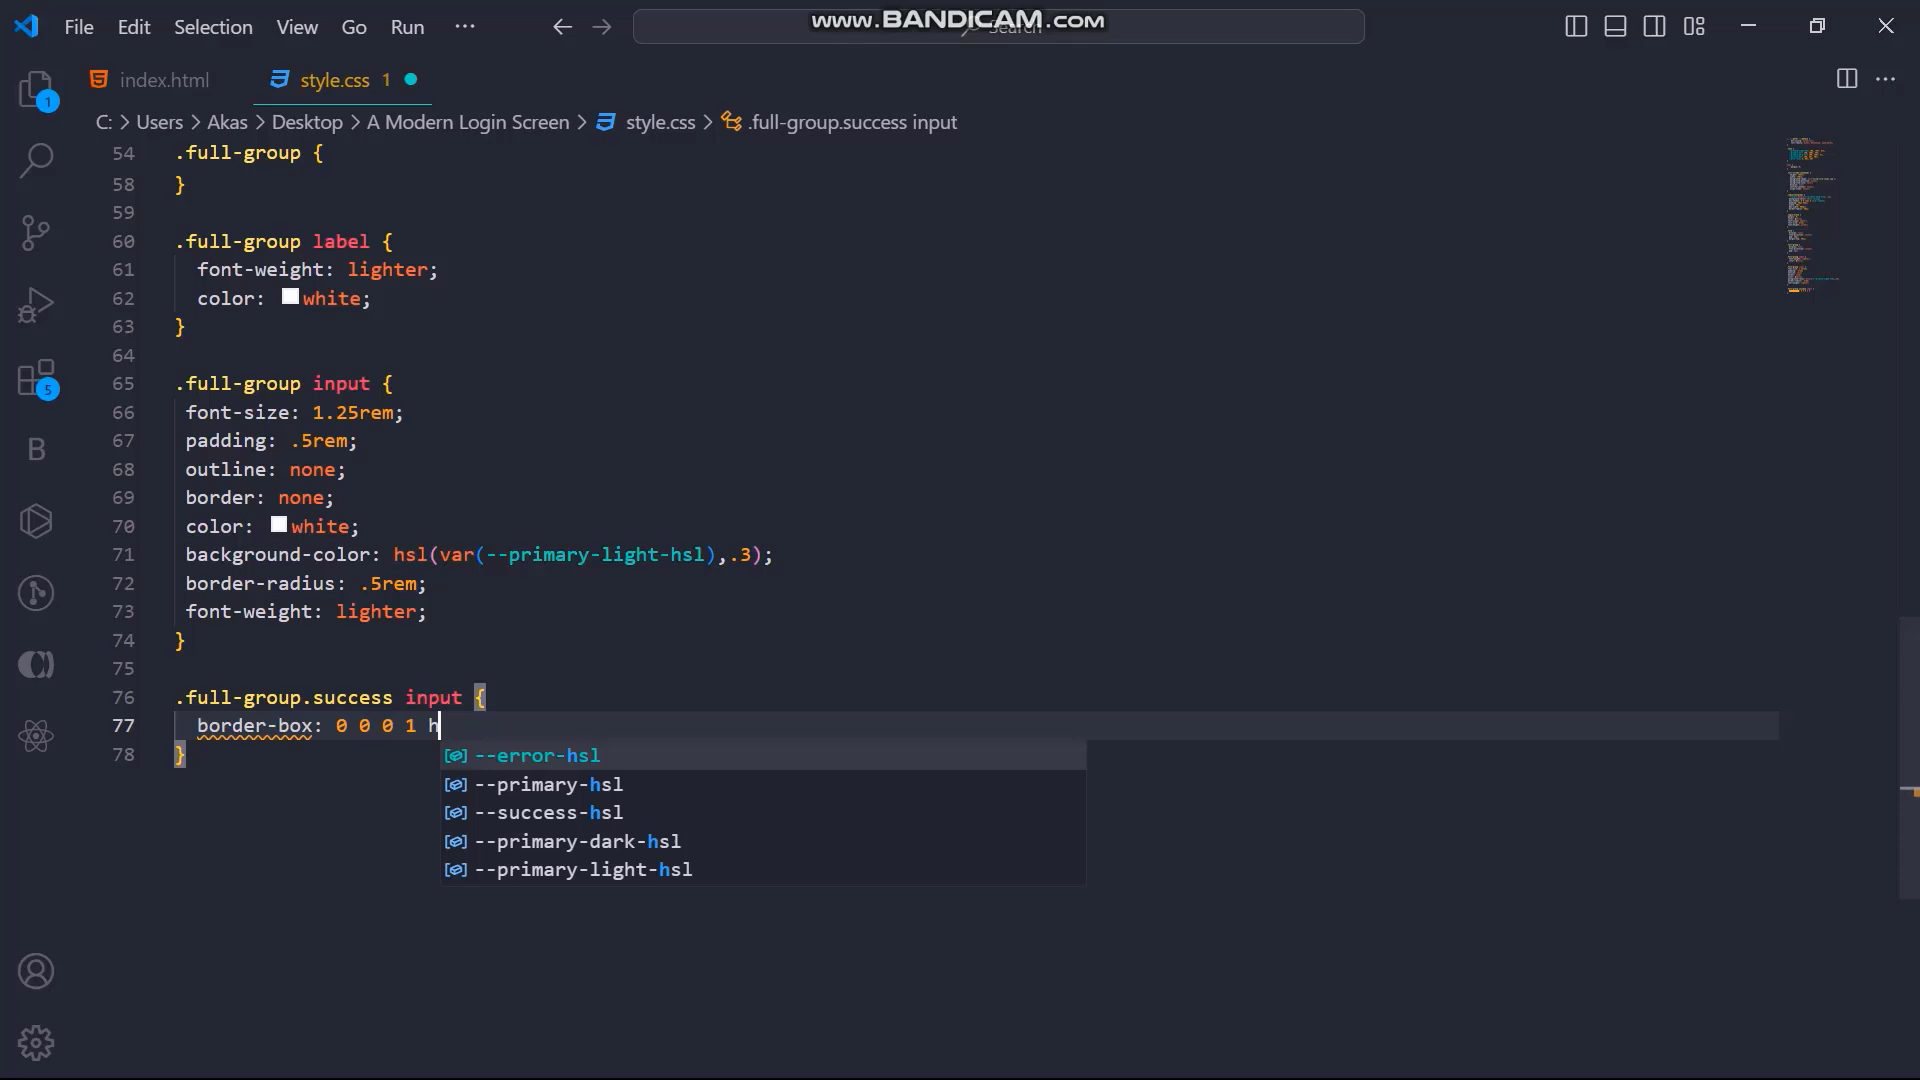 File Edit Selection View Go Run ··· www.BANDICAM.com Search
index.html style.css 1
C: > Users > Akas > Desktop > A Modern Login Screen > style.css > .full-group.success input
54 .full-group {
58 }
59
60 .full-group label {
61 font-weight: lighter;
62 color: white;
63 }
64
65 .full-group input {
66 font-size: 1.25rem;
67 padding: .5rem;
68 outline: none;
69 border: none;
70 color: white;
71 background-color: hsl(var(--primary-light-hsl),.3);
72 border-radius: .5rem;
73 font-weight: lighter;
74 }
75
76 .full-group.success input {
77 border-box: 0 0 0 1 h
78 }
--error-hsl
--primary-hsl
--success-hsl
--primary-dark-hsl
--primary-light-hsl
1
5
B